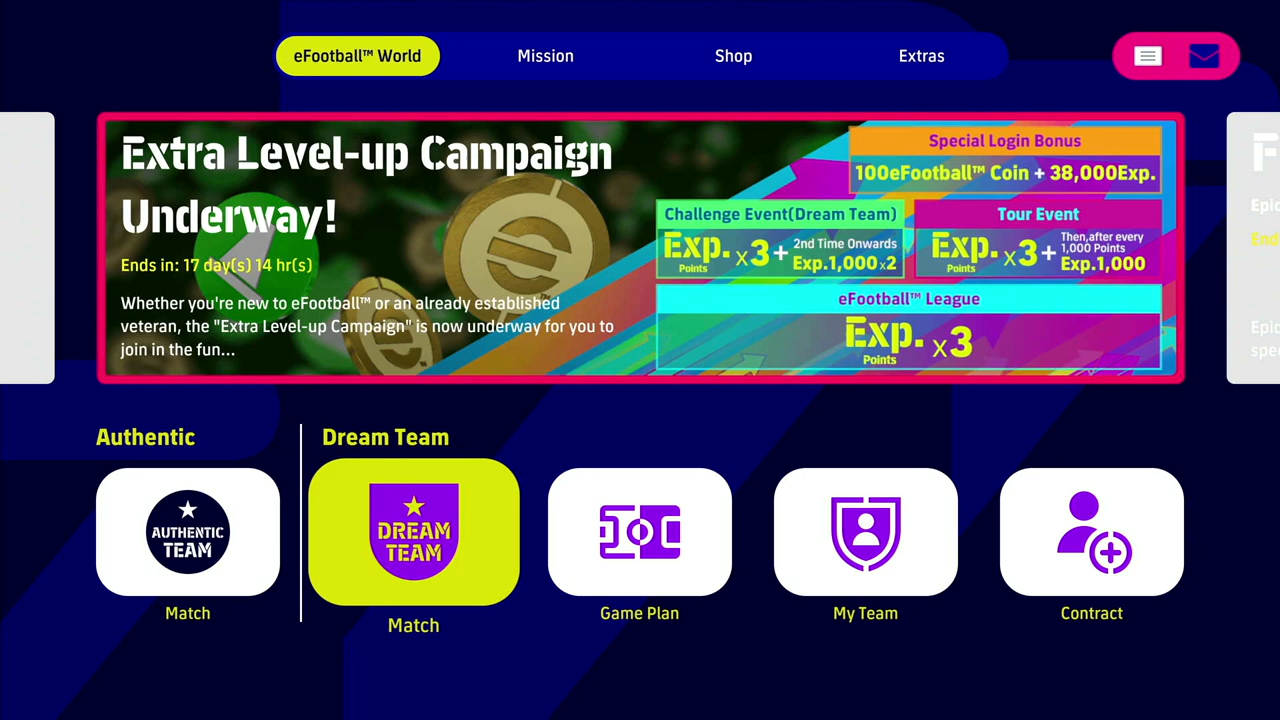 eFootball™ World
Mission
Shop
Extras
Extra Level-up Campaign
Underway!
Ends in: 17 day(s) 14 hr(s)
Whether you're new to eFootball™ or an already established
veteran, the "Extra Level-up Campaign" is now underway for you to
join in the fun...
Special Login Bonus
100eFootball™ Coin + 38,000Exp.
Challenge Event(Dream Team)
Exp. Points x3 + 2nd Time Onwards
Exp.1,000 x2
Tour Event
Exp. Points x3 + Then,after every
1,000 Points
Exp.1,000
eFootball™ League
Exp. Points x3
Authentic
Dream Team
AUTHENTIC
TEAM
DREAM
TEAM
Match
Match
Game Plan
My Team
Contract